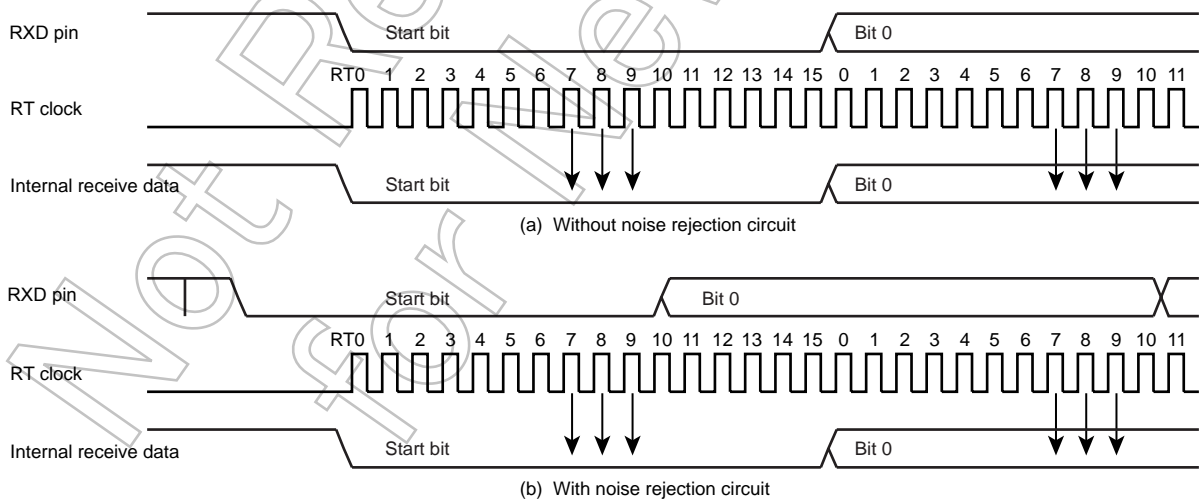 RXD pin Start bit Bit 0
RT0 1 2 3 4 5 6 7 8 9 10 11 12 13 14 15 0 1 2 3 4 5 6 7 8 9 10 11
RT clock
Internal receive data Start bit Bit 0
(a) Without noise rejection circuit
RXD pin Start bit Bit 0
RT0 1 2 3 4 5 6 7 8 9 10 11 12 13 14 15 0 1 2 3 4 5 6 7 8 9 10 11
RT clock
Internal receive data Start bit Bit 0
(b) With noise rejection circuit
Not R
for Ne